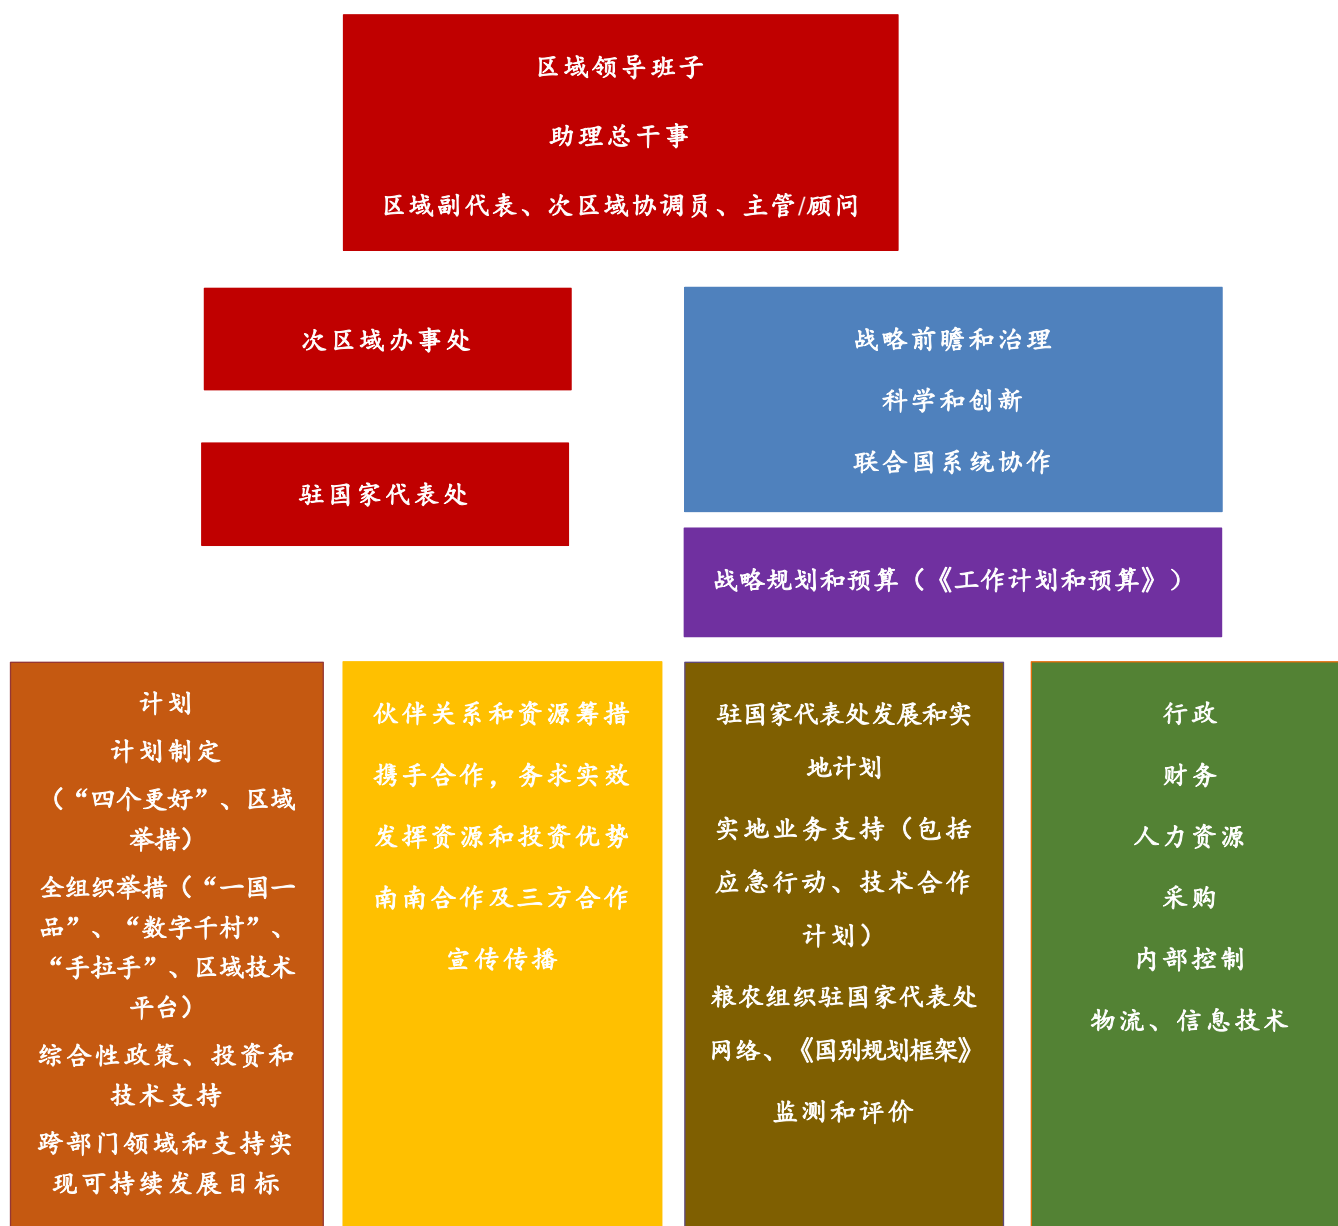 区域领导班子
助理总干事
区域副代表、次区域协调员、主管/顾问
次区域办事处
驻国家代表处
战略前瞻和治理
科学和创新
联合国系统协作
战略规划和预算（《工作计划和预算》）
计划
计划制定
（“四个更好”、区域
举措）
全组织举措（“一国一
品”、“数字千村”、
“手拉手”、区域技术
平台）
综合性政策、投资和
技术支持
跨部门领域和支持实
现可持续发展目标
伙伴关系和资源筹措
携手合作，务求实效
发挥资源和投资优势
南南合作及三方合作
宣传传播
驻国家代表处发展和实
地计划
实地业务支持（包括
应急行动、技术合作
计划）
粮农组织驻国家代表处
网络、《国别规划框架》
监测和评价
行政
财务
人力资源
采购
内部控制
物流、信息技术